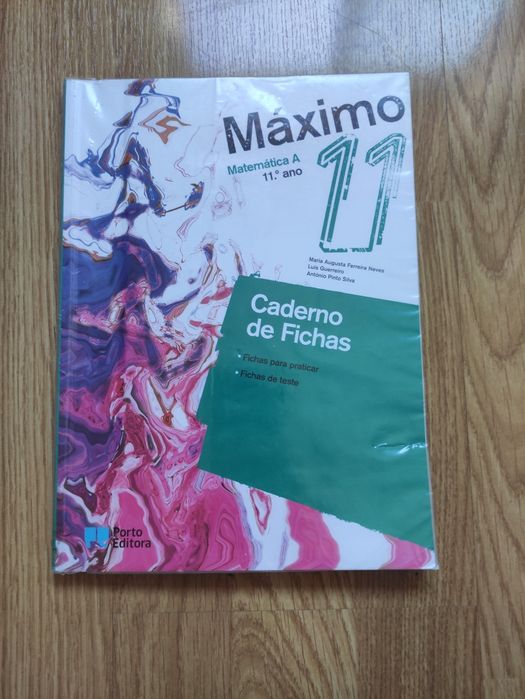 Máximo
Matemática A
11.º ano
11
Maria Augusta Ferreira Neves
Luís Guerreiro
António Pinto Silva
Caderno
de Fichas
• Fichas para praticar
• Fichas de teste
Porto
Editora